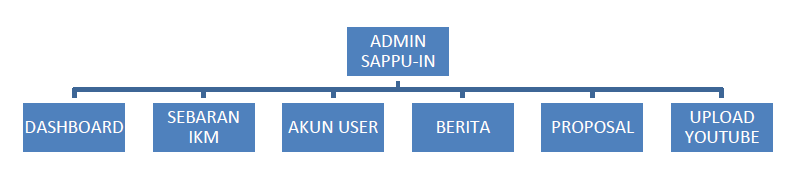 ADMIN
SAPPU-IN
DASHBOARD
SEBARAN
IKM
AKUN USER
BERITA
PROPOSAL
UPLOAD
YOUTUBE